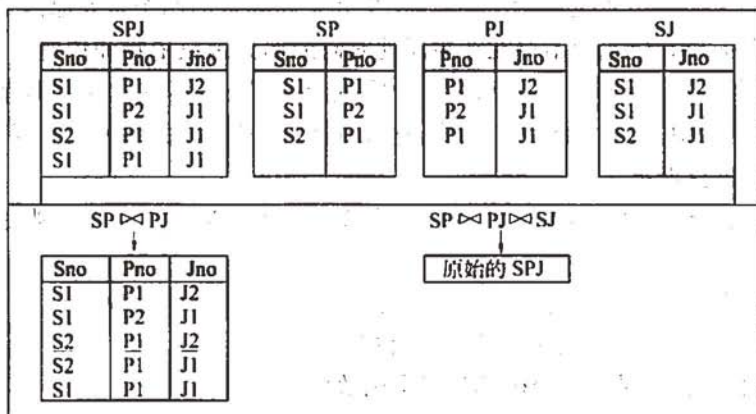 SPJ SP PJ SJ
Sno Pno Jno Sno Pno Pno Jno Sno Jno
S1 P1 J2 S1 P1 P1 J2 S1 J2
S1 P2 J1 S1 P2 P2 J1 S1 J1
S2 P1 J1 S2 P1 P1 J1 S2 J1
S1 P1 J1
SP ⋈ PJ SP ⋈ PJ ⋈ SJ
Sno Pno Jno 原始的 SPJ
S1 P1 J2
S1 P2 J1
S2 P1 J2
S2 P1 J1
S1 P1 J1